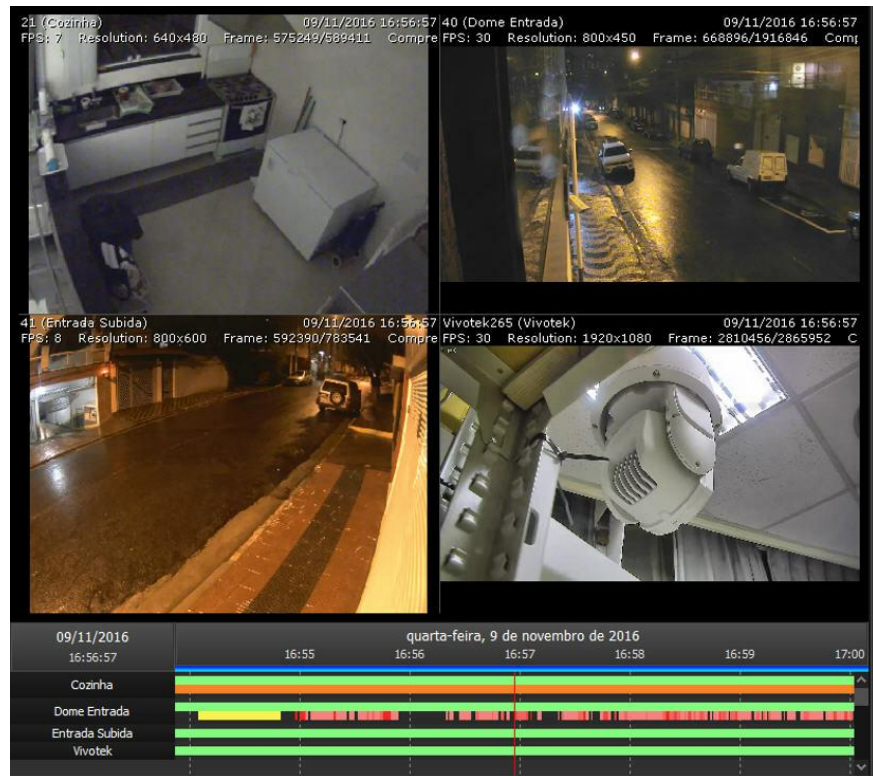 21 (Cozinha) 09/11/2016 16:56:57
FPS: 7 Resolution: 640x480 Frame: 575249/589411 Compre
40 (Dome Entrada) 09/11/2016 16:56:57
FPS: 30 Resolution: 800x450 Frame: 668896/1916846 Comp
41 (Entrada Subida) 09/11/2016 16:56:57
FPS: 8 Resolution: 800x600 Frame: 592390/783541 Compre
Vivotek265 (Vivotek) 09/11/2016 16:56:57
FPS: 30 Resolution: 1920x1080 Frame: 2810456/2865952 C
09/11/2016
16:56:57
quarta-feira, 9 de novembro de 2016
16:55 16:56 16:57 16:58 16:59 17:00
Cozinha
Dome Entrada
Entrada Subida
Vivotek